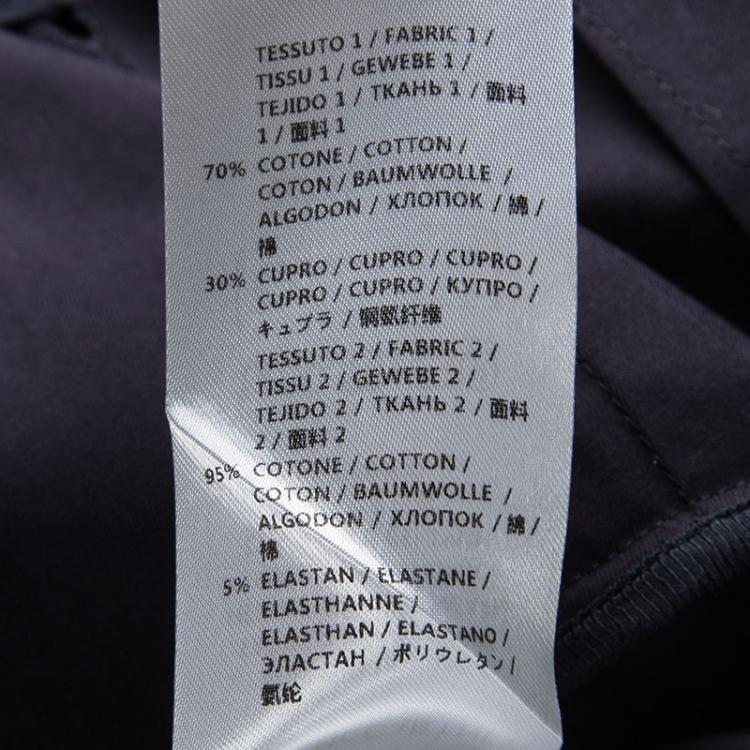 TESSUTO 1 / FABRIC 1 /
TISSU 1 / GEWEBE 1 /
TEJIDO 1 / ТКАНЬ 1 / 面料
1 / 面料 1
70% COTONE / COTTON /
COTON / BAUMWOLLE /
ALGODON / ХЛОПОК / 綿 /
棉
30% CUPRO / CUPRO / CUPRO /
CUPRO / CUPRO / КУПРО /
キュプラ / 铜氨纤维
TESSUTO 2 / FABRIC 2 /
TISSU 2 / GEWEBE 2 /
TEJIDO 2 / ТКАНЬ 2 / 面料
2 / 面料 2
95% COTONE / COTTON /
COTON / BAUMWOLLE /
ALGODON / ХЛОПОК / 綿 /
棉
5% ELASTAN / ELASTANE /
ELASTHANNE /
ELASTHAN / ELASTANO /
ЭЛАСТАН / ポリウレタン /
氨纶